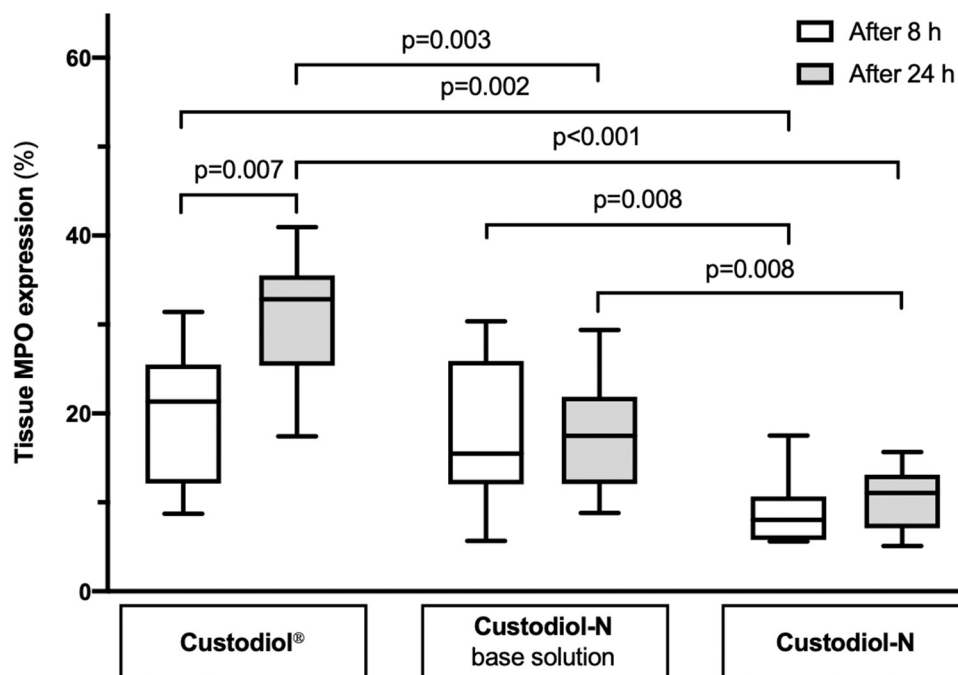 After 8 h
After 24 h
p=0.003
p=0.002
p<0.001
p=0.007
p=0.008
p=0.008
Tissue MPO expression (%)
60
40
20
0
Custodiol®
Custodiol-N
base solution
Custodiol-N